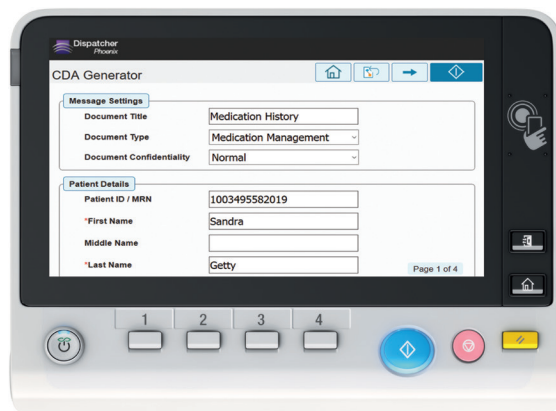 Dispatcher
Phoenix
CDA Generator
Message Settings
Document Title Medication History
Document Type Medication Management
Document Confidentiality Normal
Patient Details
Patient ID / MRN 1003495582019
*First Name Sandra
Middle Name
*Last Name Getty
Page 1 of 4
1 2 3 4